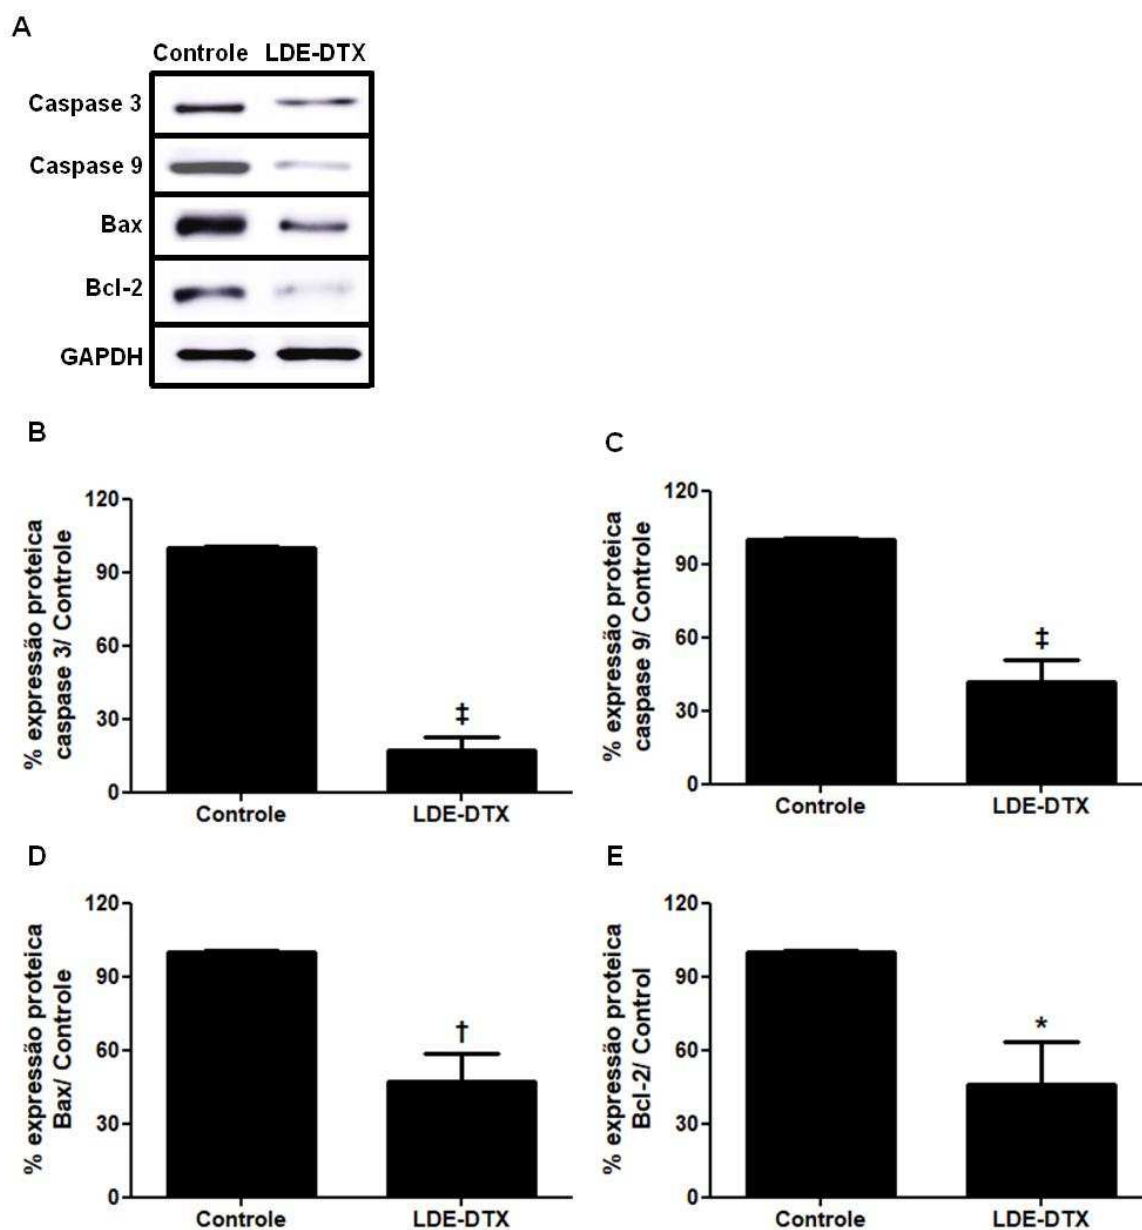 A
Controle LDE-DTX
Caspase 3
Caspase 9
Bax
Bcl-2
GAPDH
B
% expressão proteica
caspase 3/ Controle
120
90
60
30
0
‡
Controle LDE-DTX
C
% expressão proteica
caspase 9/ Controle
120
90
60
30
0
‡
Controle LDE-DTX
D
% expressão proteica
Bax/ Controle
120
90
60
30
0
†
Controle LDE-DTX
E
% expressão proteica
Bcl-2/ Control
120
90
60
30
0
*
Controle LDE-DTX